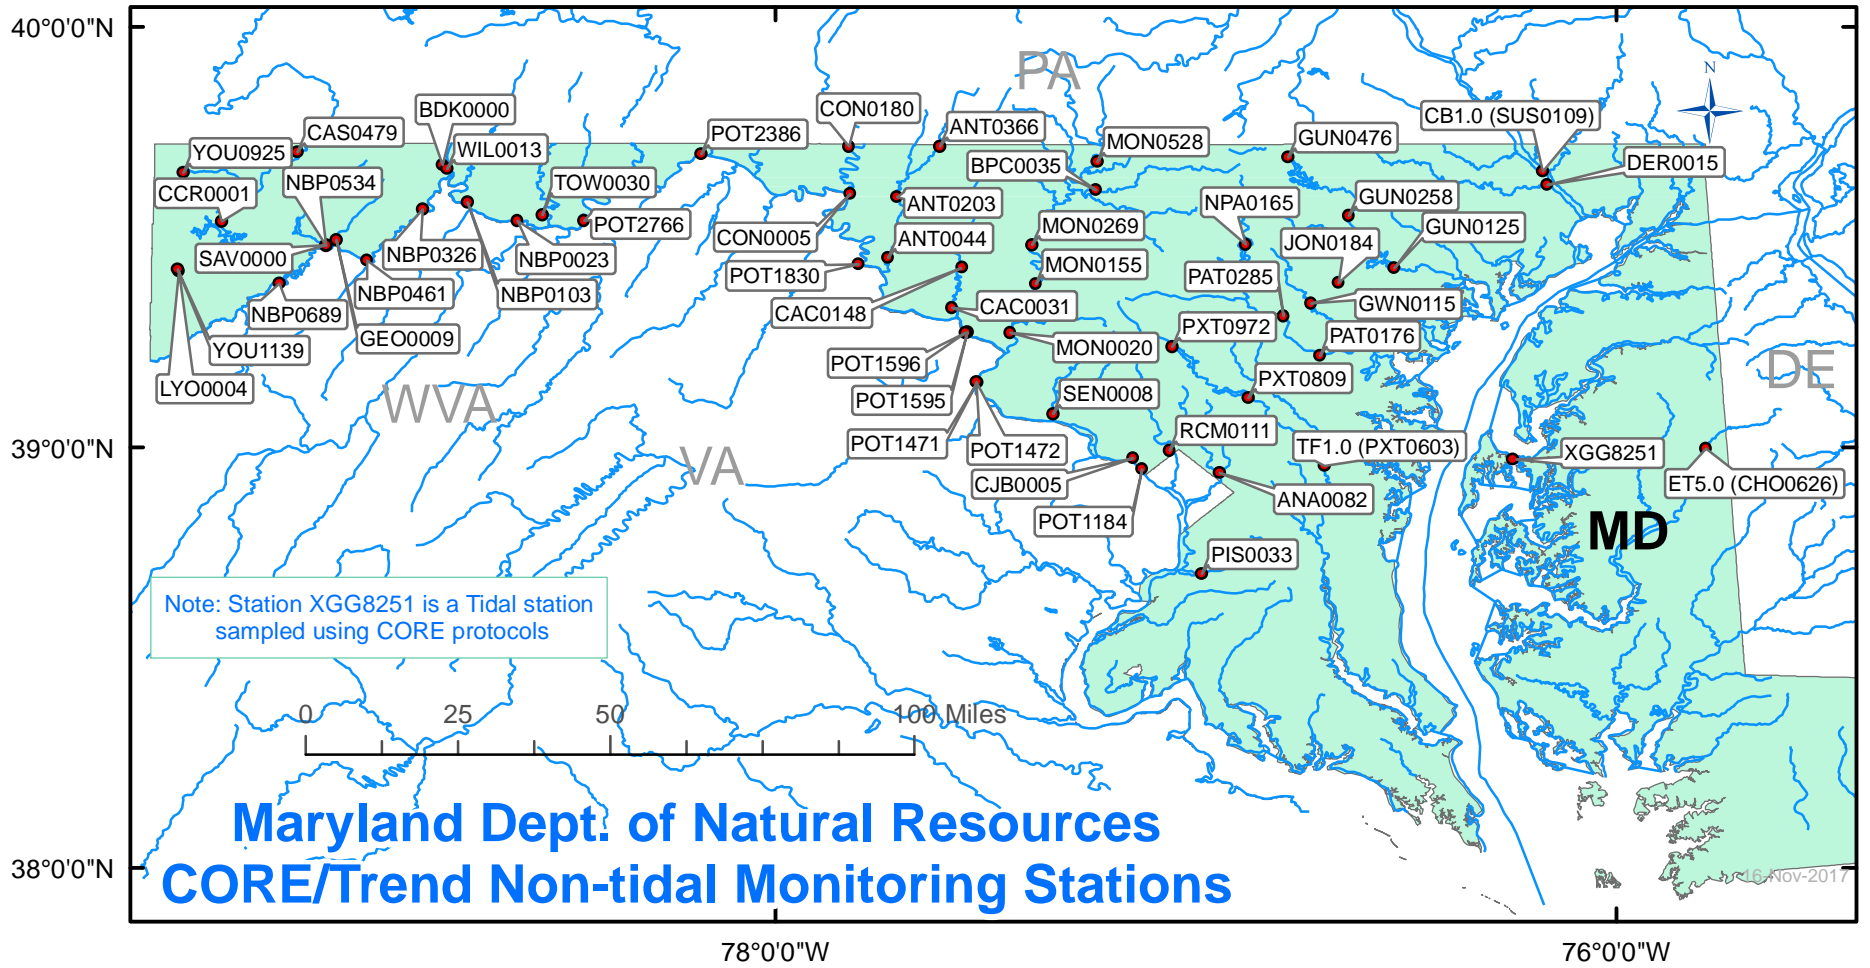 40°0'0"N
PA
BDK0000
CON0180
CB1.0 (SUS0109)
N
CAS0479
POT2386
ANT0366
MON0528
GUN0476
YOU0925
WIL0013
BPC0035
DER0015
NBP0534
TOW0030
CCR0001
ANT0203
NPA0165
GUN0258
POT2766
MON0269
GUN0125
CON0005
ANT0044
JON0184
SAV0000
NBP0326
NBP0023
MON0155
PAT0285
POT1830
NBP0461
NBP0103
GWN0115
NBP0689
CAC0148
CAC0031
GEO0009
PXT0972
PAT0176
YOU1139
MON0020
POT1596
LYO0004
PXT0809
DE
WVA
POT1595
SEN0008
RCM0111
39°0'0"N
POT1471
POT1472
TF1.0 (PXT0603)
XGG8251
VA
CJB0005
ET5.0 (CHO0626)
ANA0082
POT1184
MD
PIS0033
Note: Station XGG8251 is a Tidal station
sampled using CORE protocols
0 25 50 100 Miles
Maryland Dept. of Natural Resources
CORE/Trend Non-tidal Monitoring Stations
38°0'0"N
16-Nov-2017
78°0'0"W
76°0'0"W